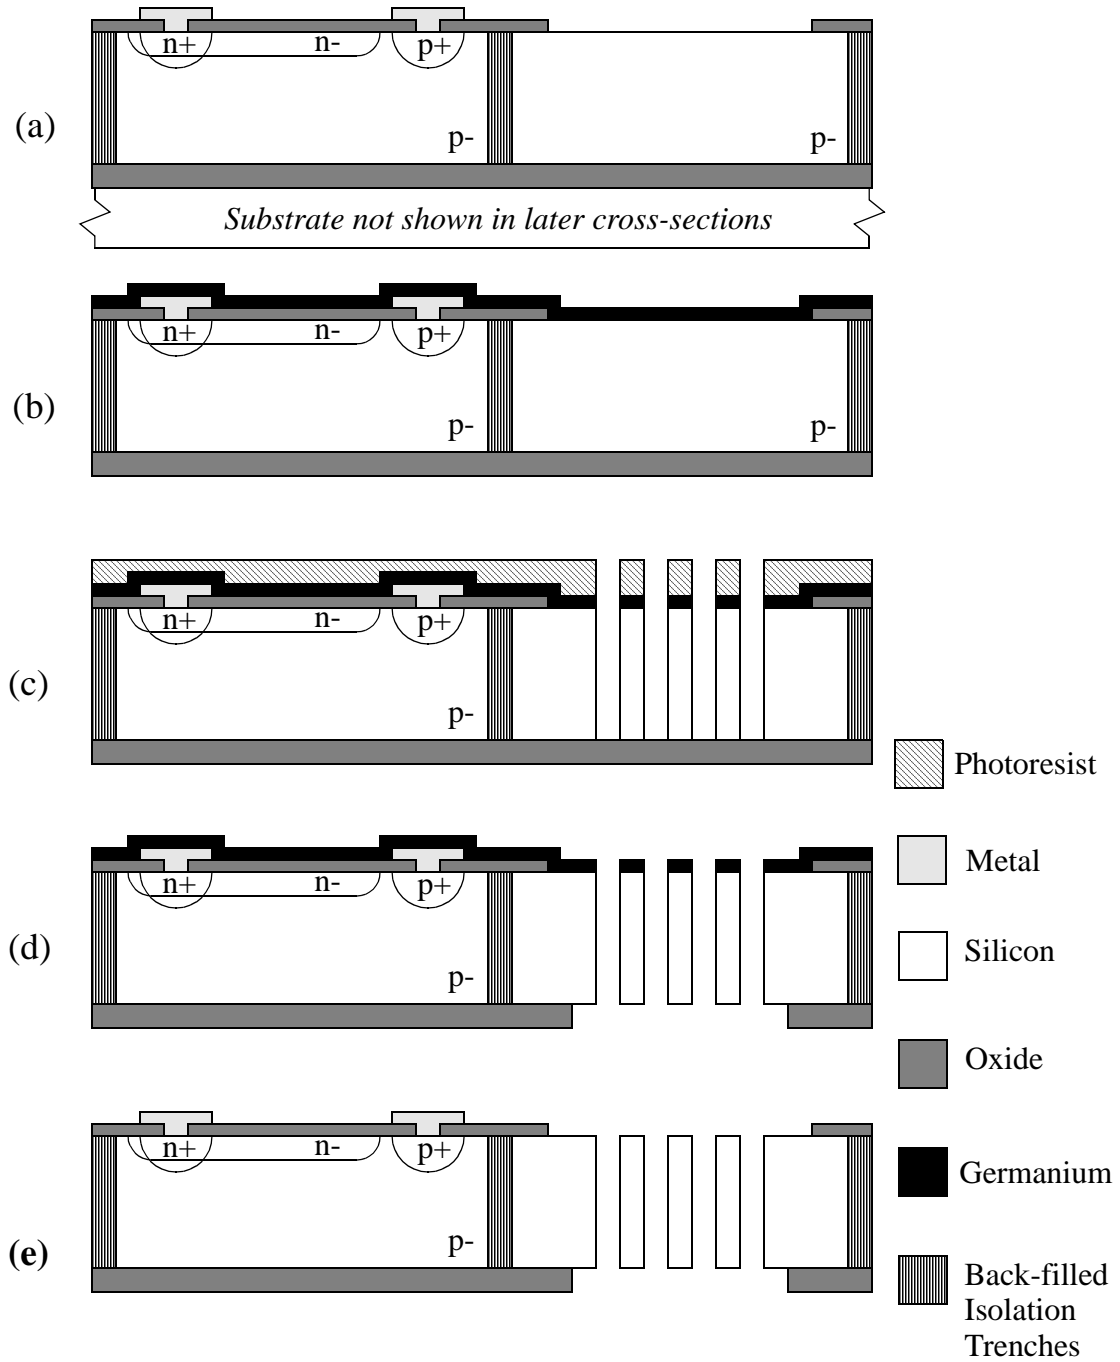 (a)
n+ n- p+
p- p-
Substrate not shown in later cross-sections
(b)
n+ n- p+
p- p-
(c)
n+ n- p+
p-
Photoresist
(d)
n+ n- p+
p-
Metal
Silicon
Oxide
(e)
n+ n- p+
p-
Germanium
Back-filled
Isolation
Trenches